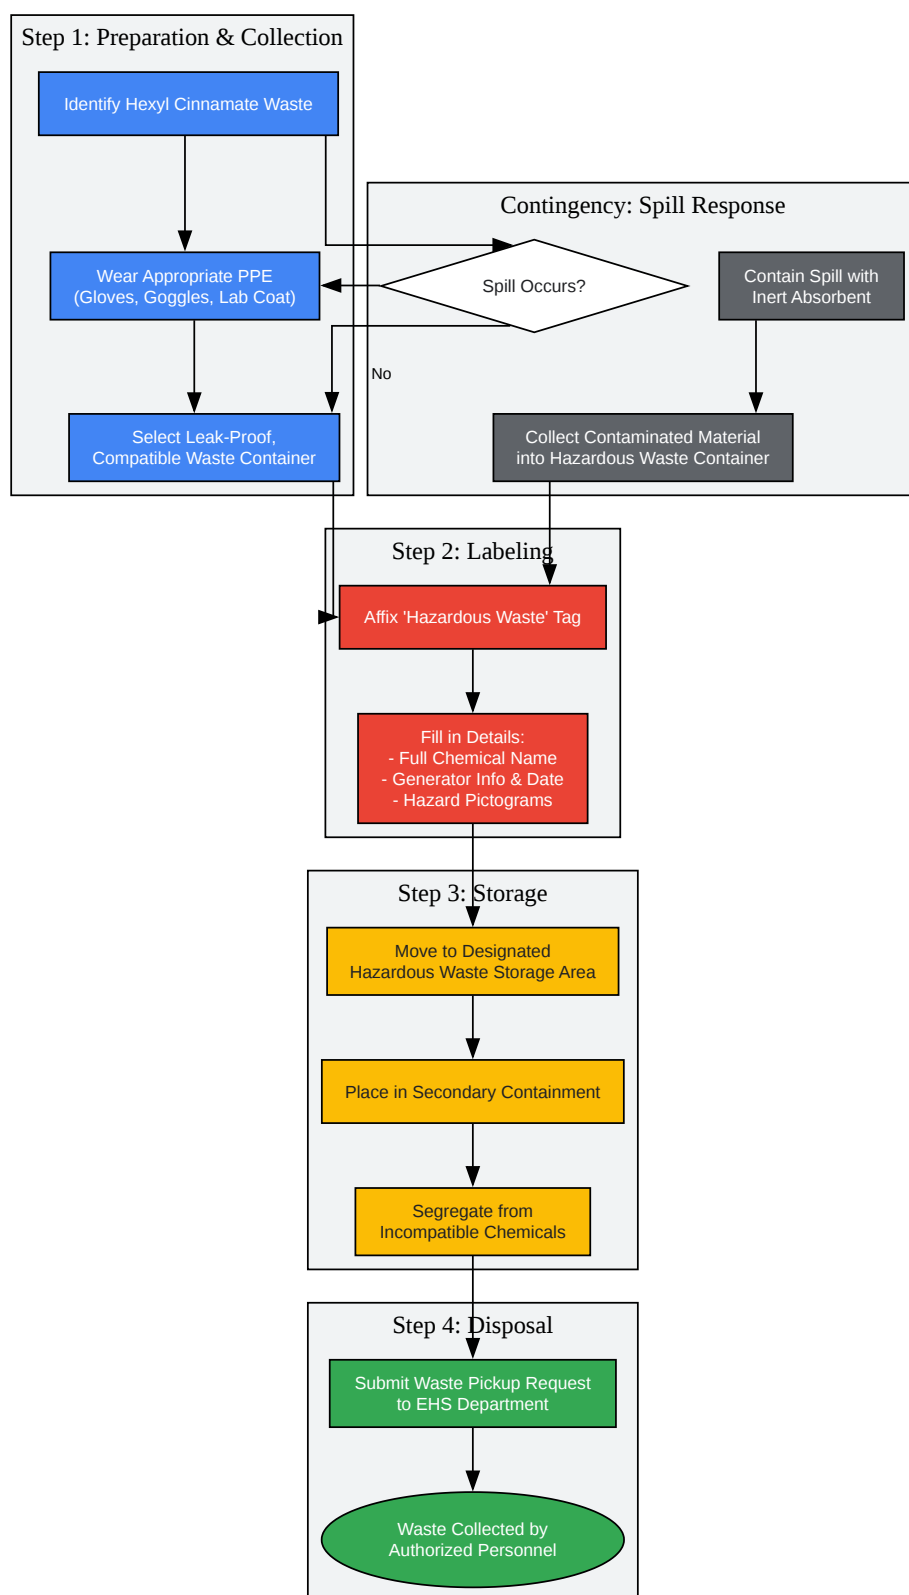 Step 1: Preparation & Collection
Identify Hexyl Cinnamate Waste
Contingency: Spill Response
Wear Appropriate PPE
(Gloves, Goggles, Lab Coat)
Spill Occurs?
Contain Spill with
Inert Absorbent
No
Select Leak-Proof,
Compatible Waste Container
Collect Contaminated Material
into Hazardous Waste Container
Step 2: Labeling
Affix 'Hazardous Waste' Tag
Fill in Details:
- Full Chemical Name
- Generator Info & Date
- Hazard Pictograms
Step 3: Storage
Move to Designated
Hazardous Waste Storage Area
Place in Secondary Containment
Segregate from
Incompatible Chemicals
Step 4: Disposal
Submit Waste Pickup Request
to EHS Department
Waste Collected by
Authorized Personnel